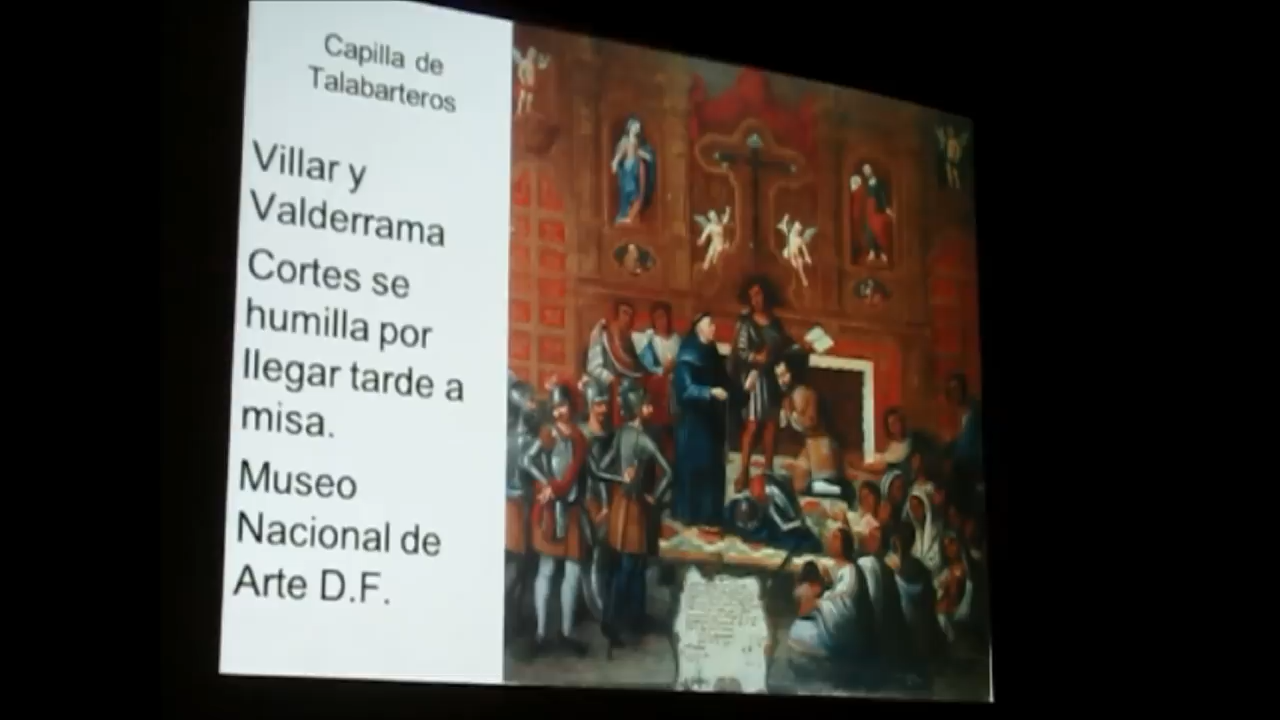 Capilla de
Talabarteros
Villar y
Valderrama
Cortes se
humilla por
llegar tarde a
misa.
Museo
Nacional de
Arte D.F.